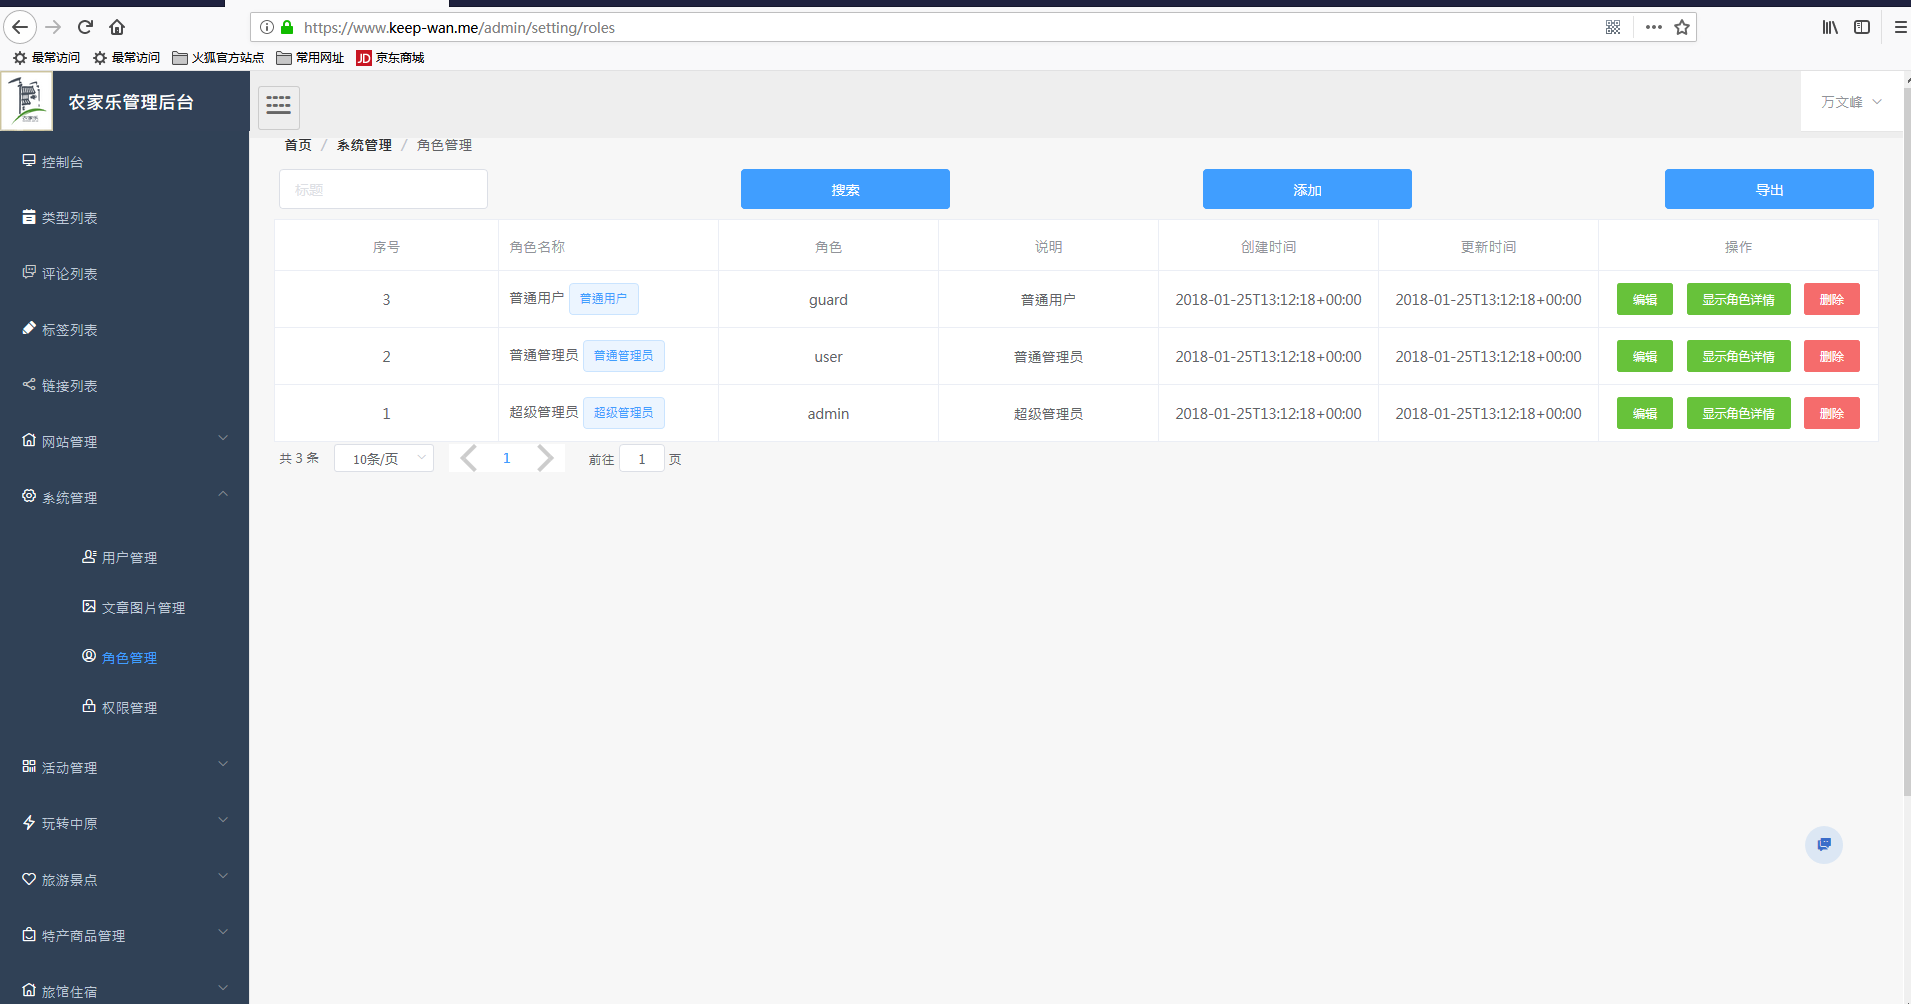 https://www.keep-wan.me/admin/setting/roles
最常访问 最常访问 火狐官方站点 常用网址 JD 京东商城
农家乐管理后台
万文峰
首页 / 系统管理 / 角色管理
控制台
类型列表
评论列表
标签列表
链接列表
网站管理
系统管理
用户管理
文章图片管理
角色管理
权限管理
活动管理
玩转中原
旅游景点
特产商品管理
旅馆住宿
标题 搜索 添加 导出
序号 角色名称 角色 说明 创建时间 更新时间 操作
3 普通用户 普通用户 guard 普通用户 2018-01-25T13:12:18+00:00 2018-01-25T13:12:18+00:00 编辑 显示角色详情 删除
2 普通管理员 普通管理员 user 普通管理员 2018-01-25T13:12:18+00:00 2018-01-25T13:12:18+00:00 编辑 显示角色详情 删除
1 超级管理员 超级管理员 admin 超级管理员 2018-01-25T13:12:18+00:00 2018-01-25T13:12:18+00:00 编辑 显示角色详情 删除
共 3 条 10条/页 1 前往 1 页